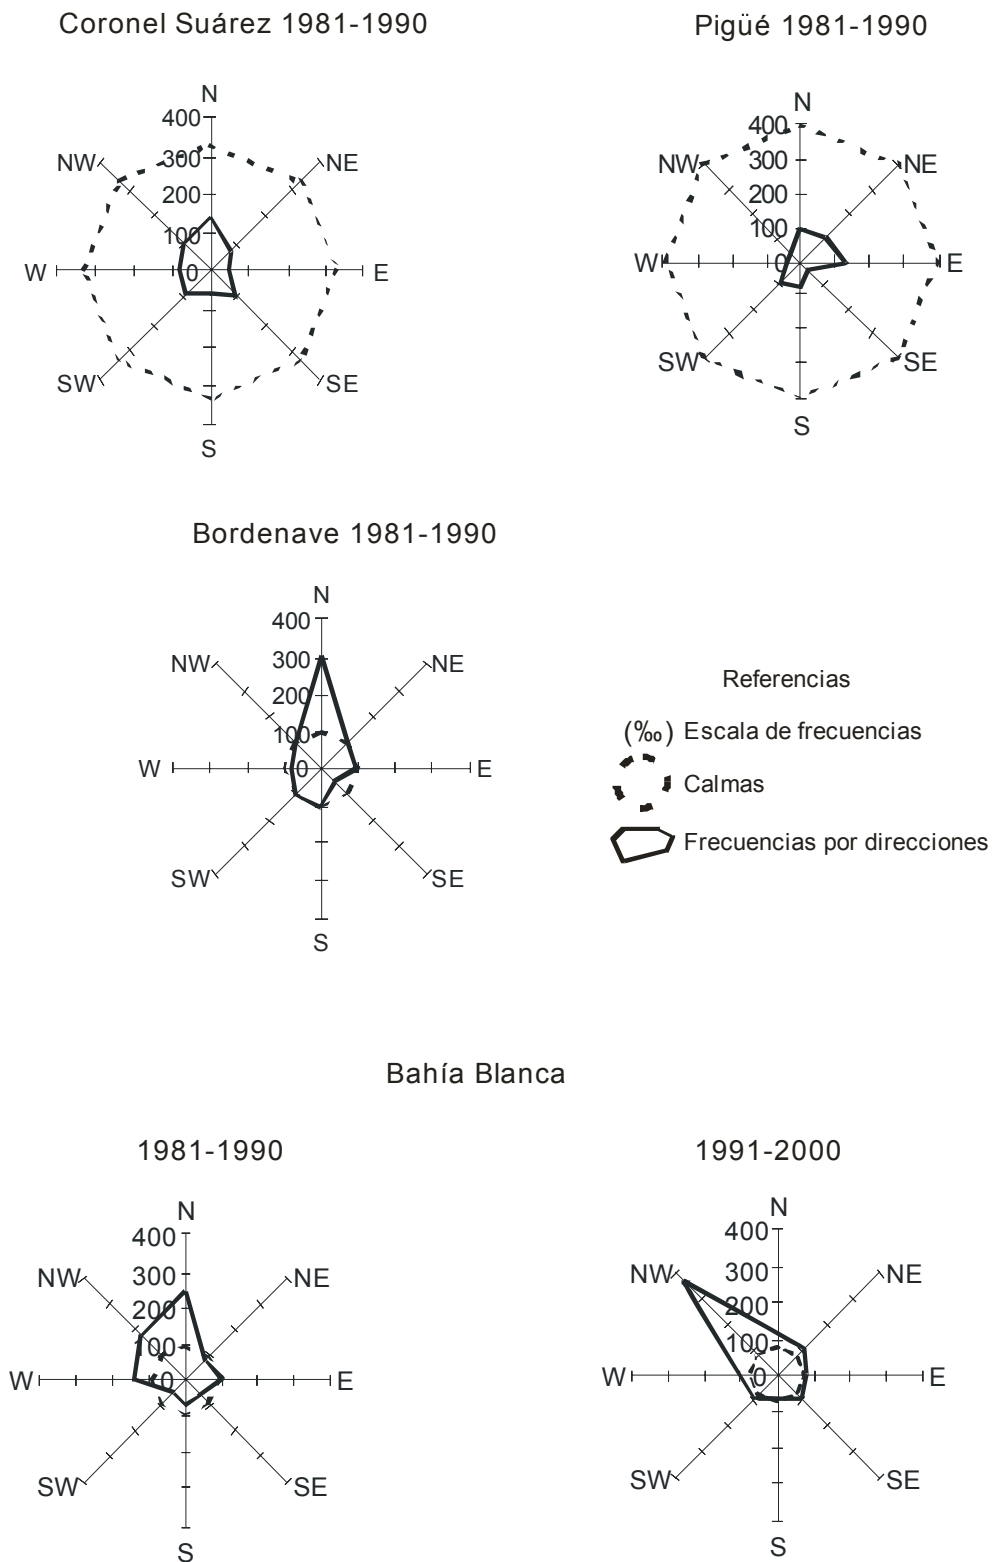 Coronel Suárez 1981-1990
N
400
300
200
100
0
NW
NE
W
E
SW
SE
S
Pigüé 1981-1990
N
400
300
200
100
0
NW
NE
W
E
SW
SE
S
Bordenave 1981-1990
N
400
300
200
100
0
NW
NE
W
E
SW
SE
S
Referencias
(‰) Escala de frecuencias
Calmas
Frecuencias por direcciones
Bahía Blanca
1981-1990
N
400
300
200
100
0
NW
NE
W
E
SW
SE
S
1991-2000
N
400
300
200
100
0
NW
NE
W
E
SW
SE
S